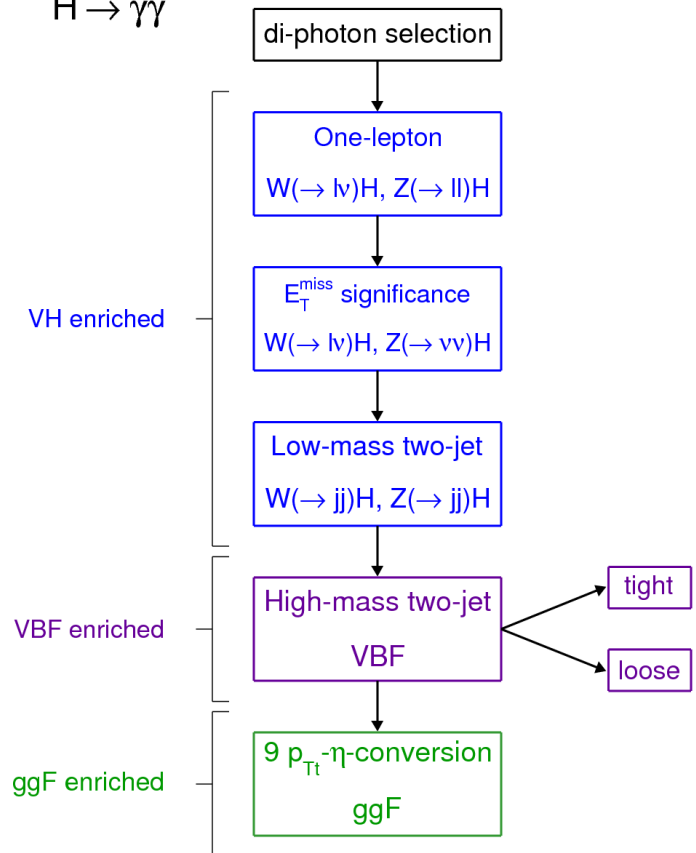 H → γγ
di-photon selection
One-lepton
W(→ lν)H, Z(→ ll)H
E_T^miss significance
W(→ lν)H, Z(→ νν)H
VH enriched
Low-mass two-jet
W(→ jj)H, Z(→ jj)H
High-mass two-jet
VBF
VBF enriched
tight
loose
9 p_Tt-η-conversion
ggF
ggF enriched